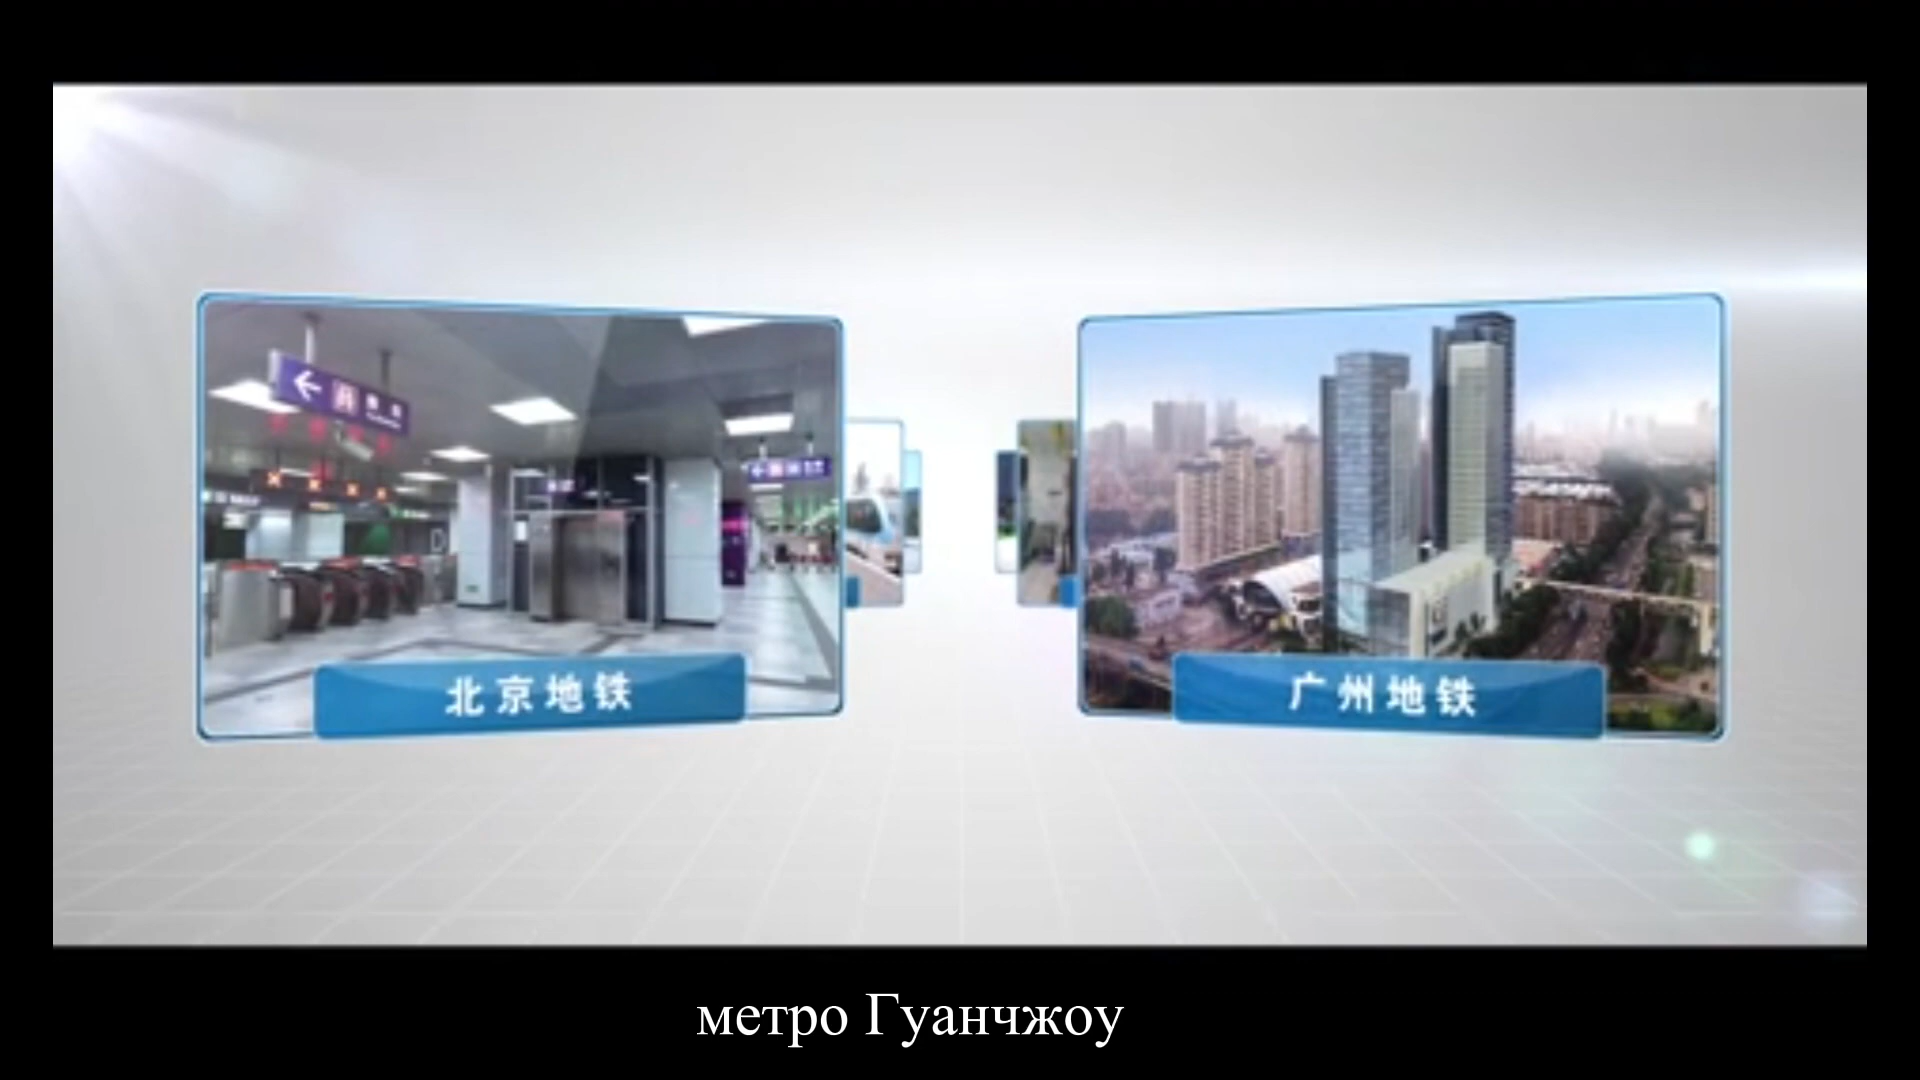 北京地铁
广州地铁
метро Гуанчжоу